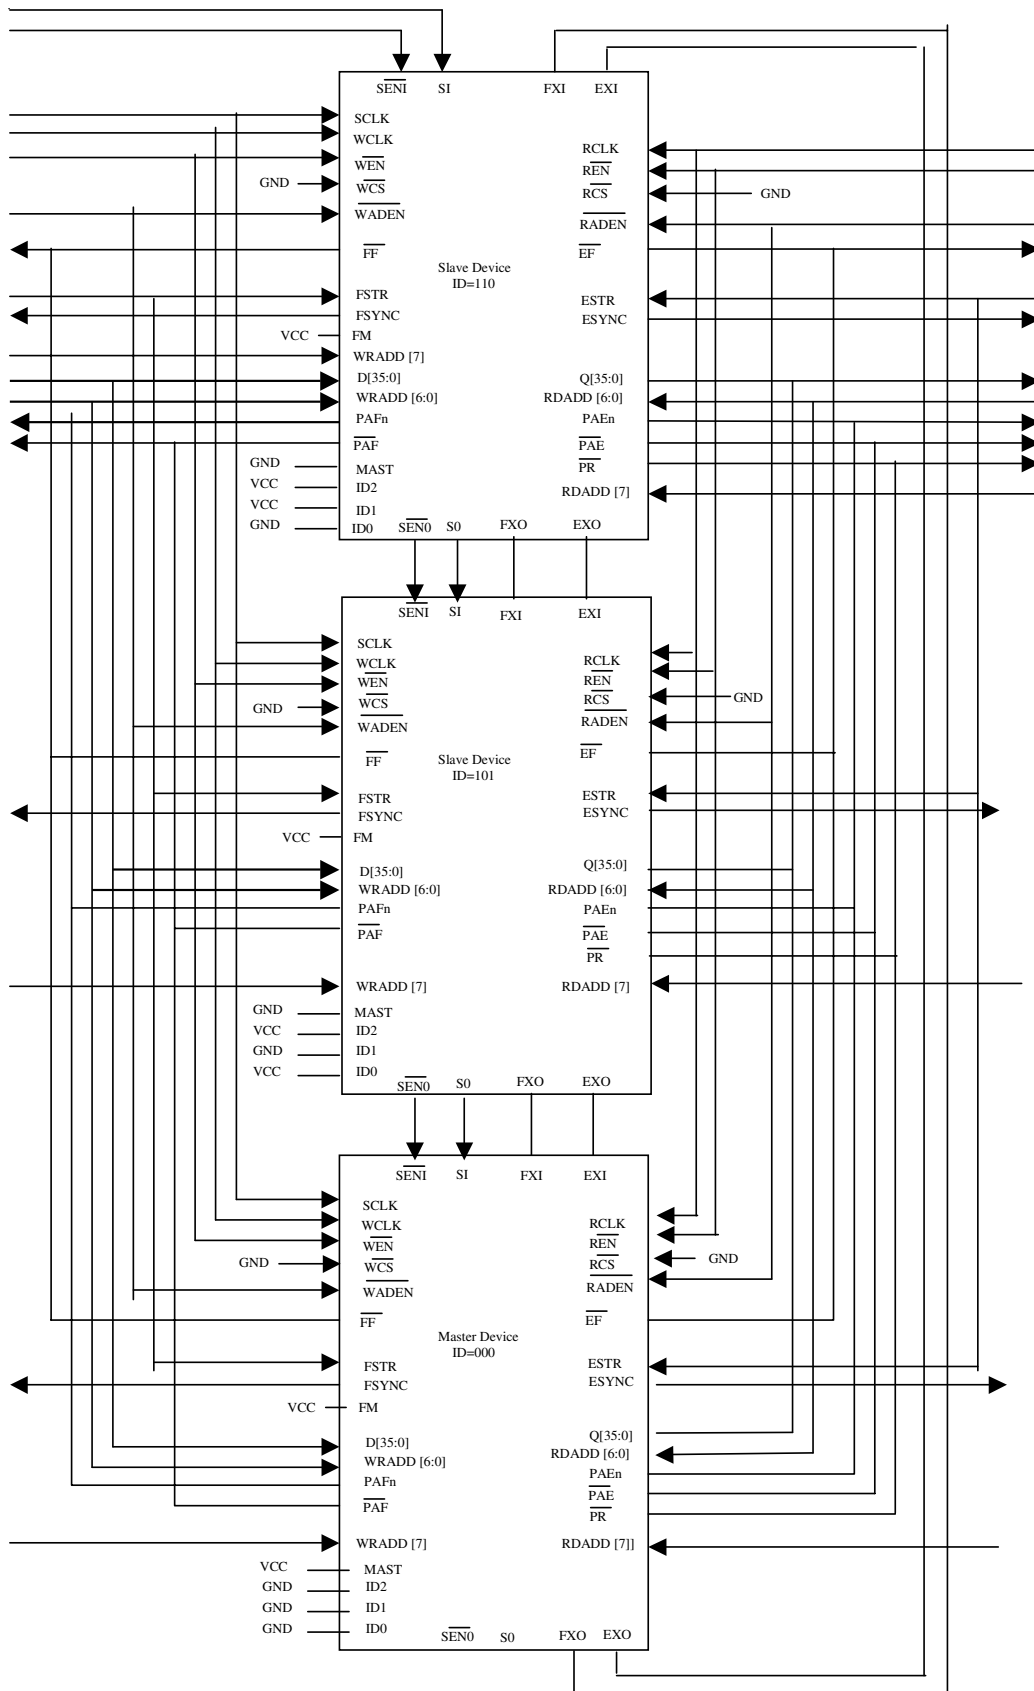 SENI SI FXI EXI
SCLK
WCLK RCLK
WEN REN
GND WCS RCS GND
WADEN RADEN
FF EF
Slave Device
ID=110
FSTR ESTR
FSYNC ESYNC
VCC FM
WRADD [7]
D[35:0] Q[35:0]
WRADD [6:0] RDADD [6:0]
PAFn PAEn
PAF PAE
GND MAST PR
VCC ID2
RDADD [7]
VCC ID1
GND ID0 SEN0 S0 FXO EXO
SENI SI FXI EXI
SCLK
WCLK RCLK
WEN REN
GND WCS RCS GND
WADEN RADEN
FF EF
Slave Device
ID=101
FSTR ESTR
FSYNC ESYNC
VCC FM
D[35:0] Q[35:0]
WRADD [6:0] RDADD [6:0]
PAFn PAEn
PAF PAE
PR
WRADD [7] RDADD [7]
GND MAST
VCC ID2
GND ID1
VCC ID0
SEN0 S0 FXO EXO
SENI SI FXI EXI
SCLK
WCLK RCLK
WEN REN
GND WCS RCS GND
WADEN RADEN
FF EF
Master Device
ID=000
FSTR ESTR
FSYNC ESYNC
VCC FM
D[35:0] Q[35:0]
WRADD [6:0] RDADD [6:0]
PAFn PAEn
PAF PAE
PR
WRADD [7] RDADD [7]]
VCC MAST
GND ID2
GND ID1
GND ID0
SEN0 S0 FXO EXO